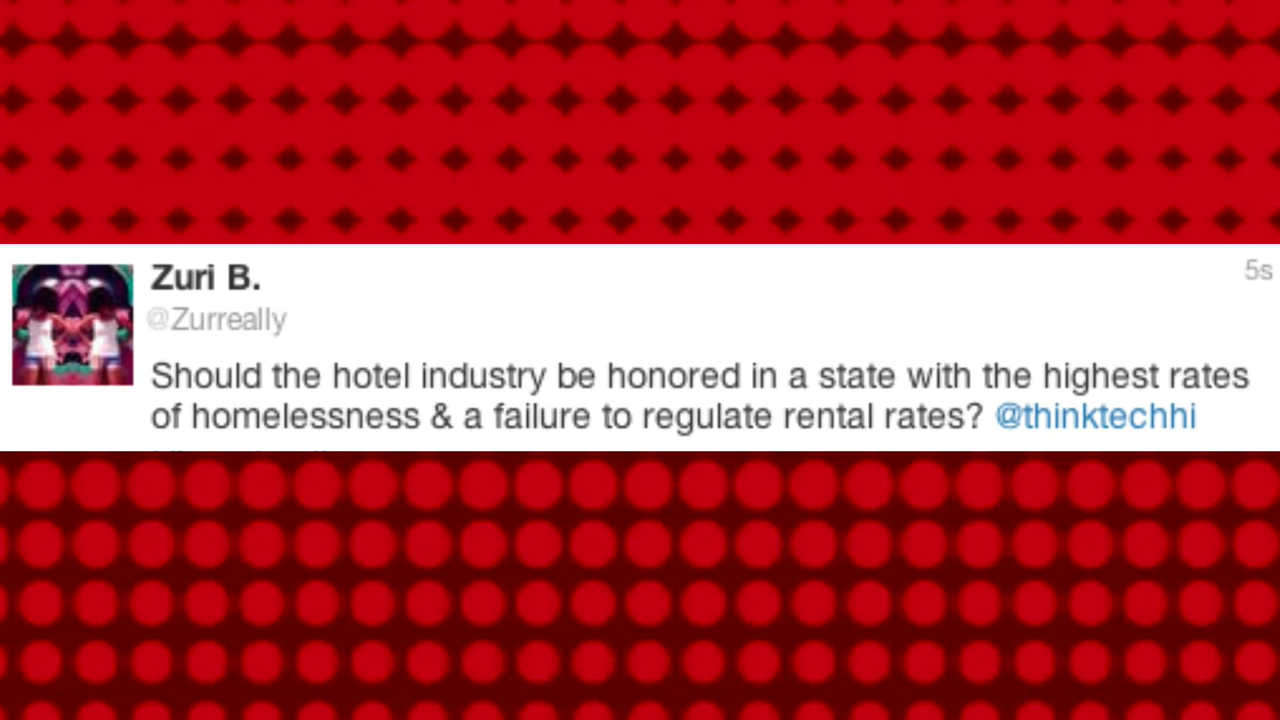 Zuri B.
5s
@Zurreally
Should the hotel industry be honored in a state with the highest rates
of homelessness & a failure to regulate rental rates? @thinktechhi